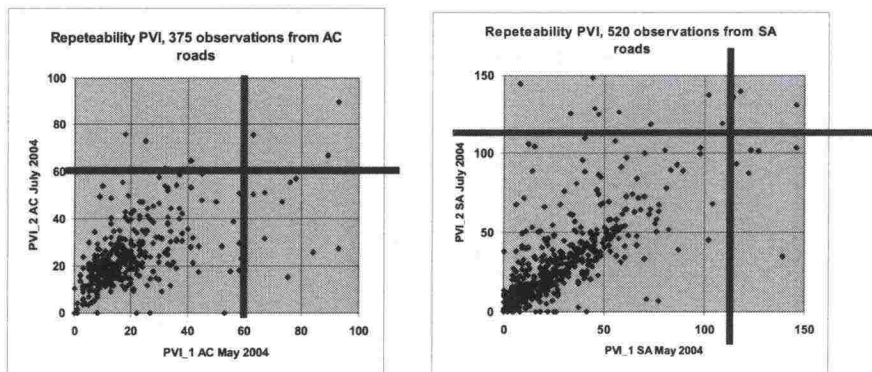 Repeteability PVI, 375 observations from AC
roads
100
80
60
40
20
0
PVI_2 AC July 2004
0 20 40 60 80 100
PVI_1 AC May 2004
Repeteability PVI, 520 observations from SA
roads
150
100
50
0
PVI_2 SA July 2004
0 50 100 150
PVI_1 SA May 2004